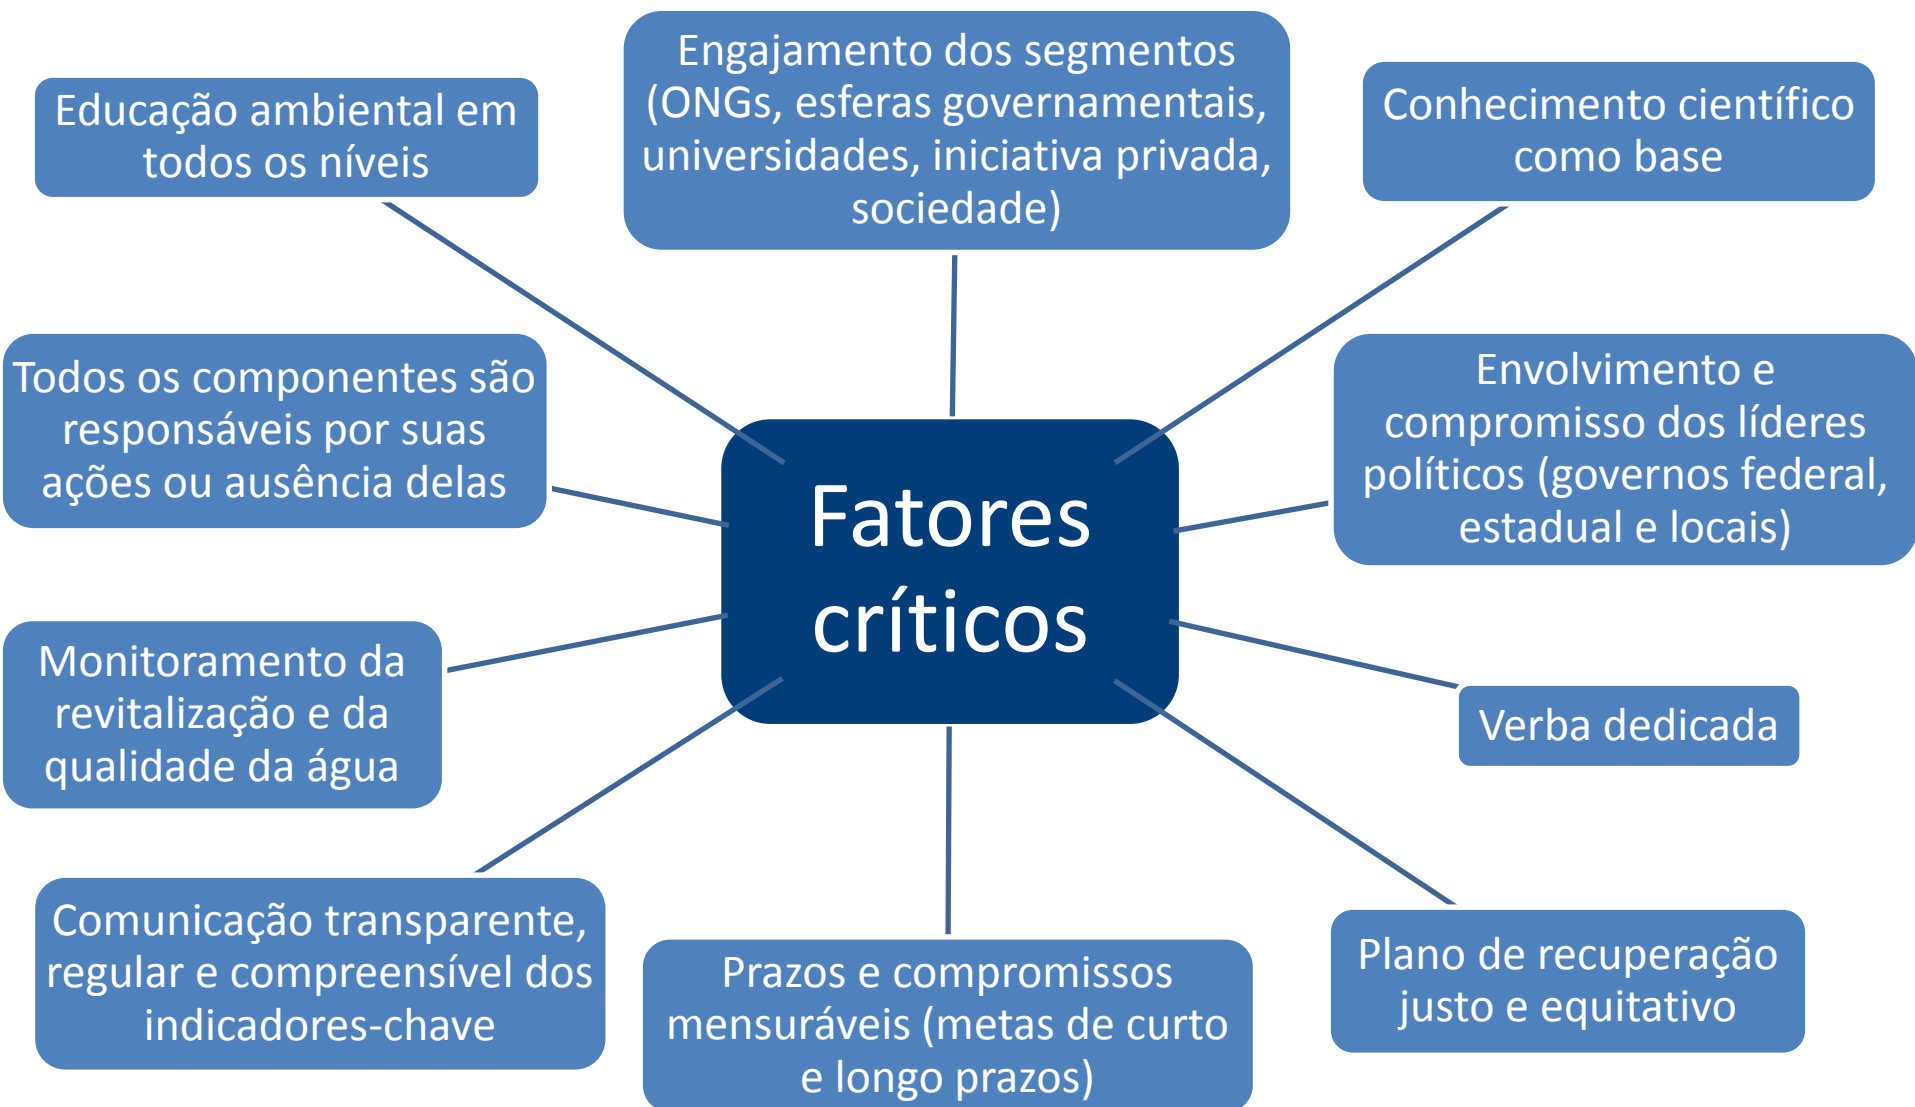 Engajamento dos segmentos
(ONGs, esferas governamentais,
universidades, iniciativa privada,
sociedade)
Educação ambiental em
todos os níveis
Conhecimento científico
como base
Todos os componentes são
responsáveis por suas
ações ou ausência delas
Envolvimento e
compromisso dos líderes
políticos (governos federal,
estadual e locais)
Fatores
críticos
Monitoramento da
revitalização e da
qualidade da água
Verba dedicada
Comunicação transparente,
regular e compreensível dos
indicadores-chave
Prazos e compromissos
mensuráveis (metas de curto
e longo prazos)
Plano de recuperação
justo e equitativo